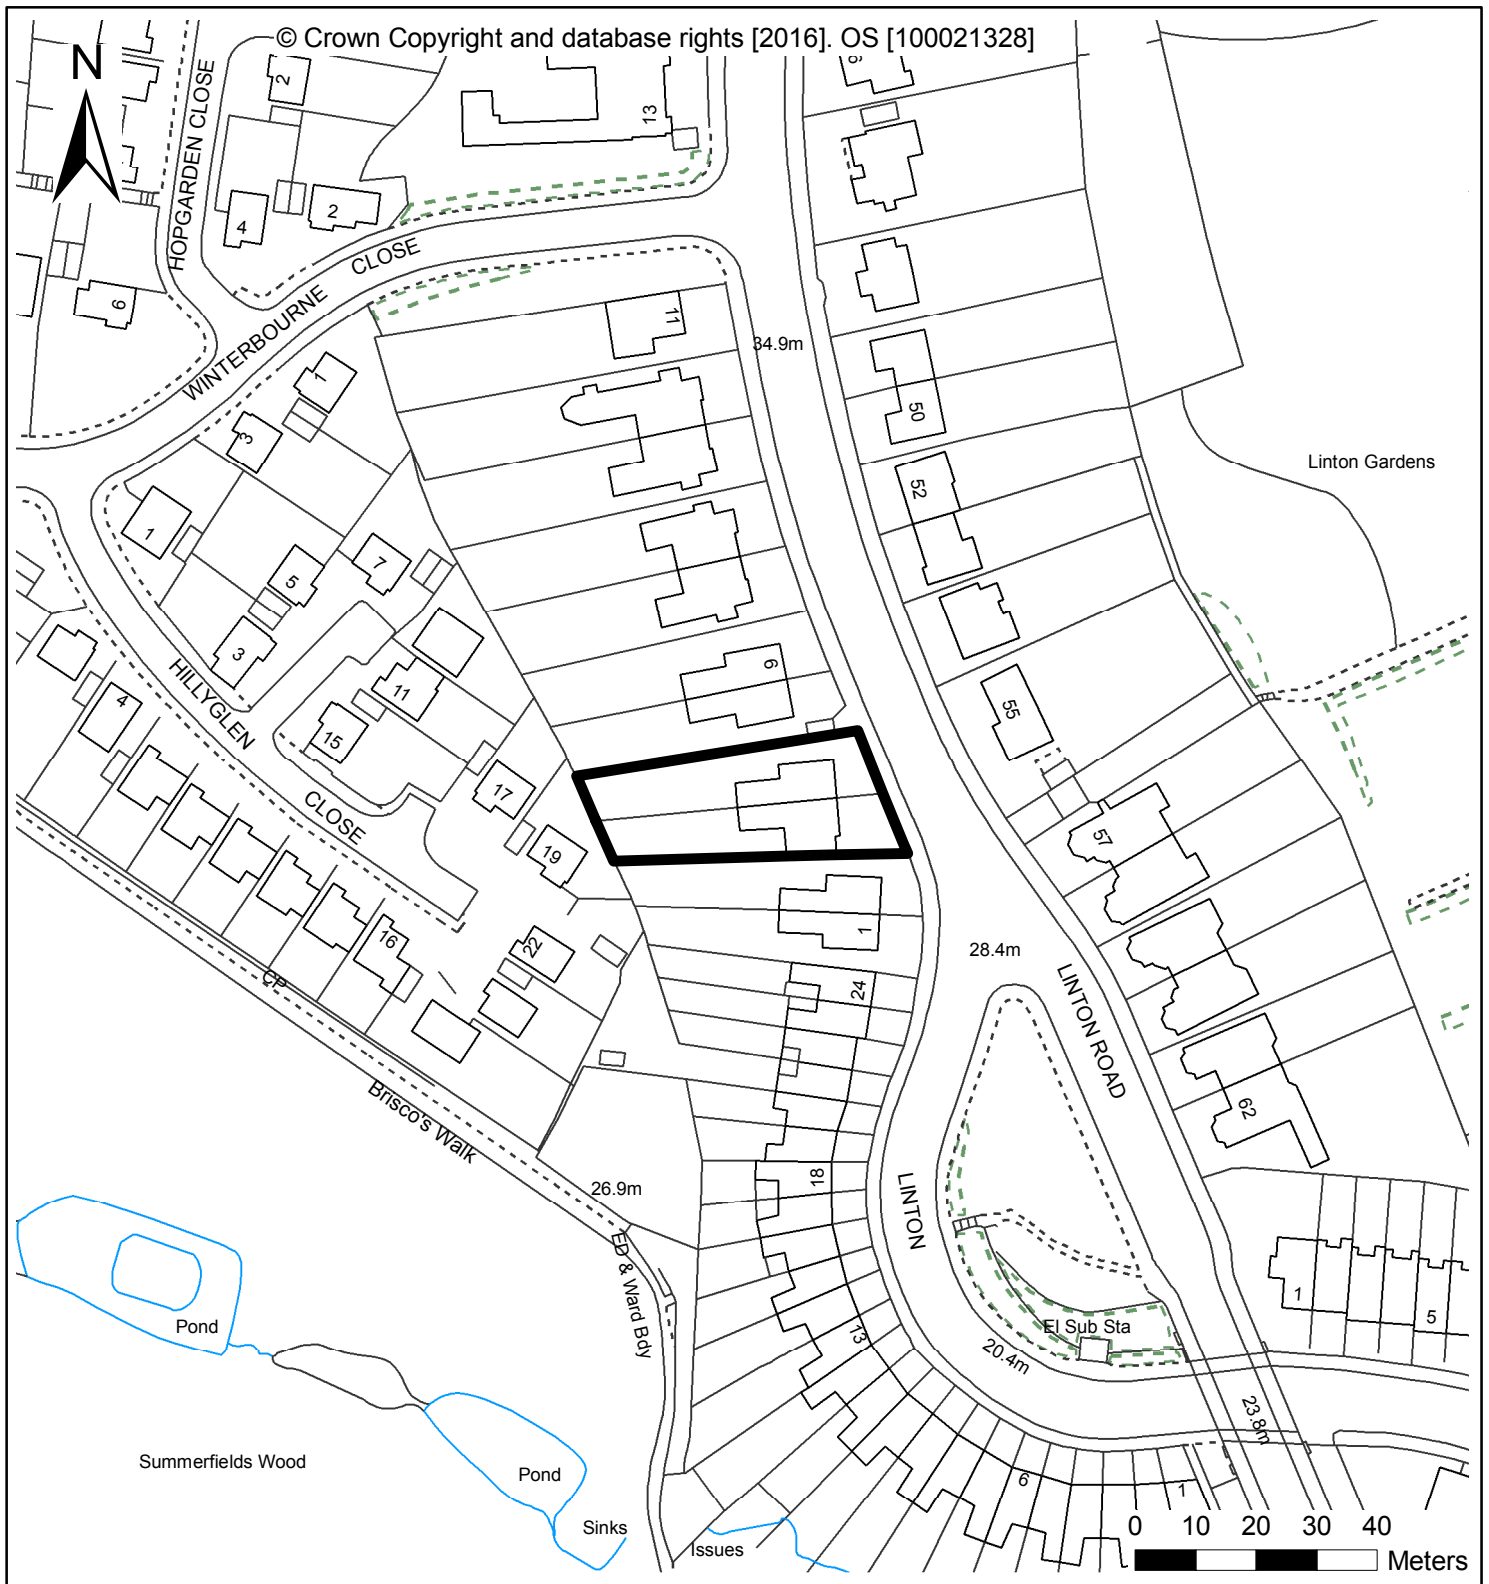 © Crown Copyright and database rights [2016]. OS [100021328]
N
HOPGARDEN CLOSE
2
13
4
2
6
WINTERBOURNE CLOSE
11
34.9m
50
1
3
1
5
7
3
52
Linton Gardens
9
55
HILLYGLEN CLOSE
4
11
15
17
19
57
16
22
1
24
28.4m
LINTON ROAD
CP
Brisco's Walk
62
26.9m
18
LINTON
ED & Ward Bdy
13
Pond
El Sub Sta
1
5
20.4m
23.8m
Summerfields Wood
Pond
Sinks
Issues
6
1
0 10 20 30 40
Meters